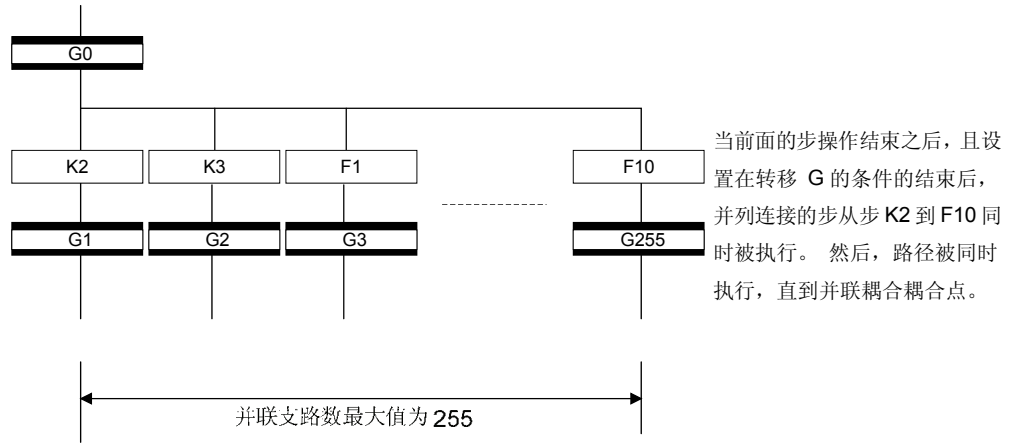 G0
K2
K3
F1
F10
G1
G2
G3
G255
当前面的步操作结束之后，且设
置在转移 G 的条件的结束后，
并列连接的步从步 K2 到 F10 同
时被执行。 然后，路径被同时
执行，直到并联耦合耦合点。
并联支路数最大值为 255